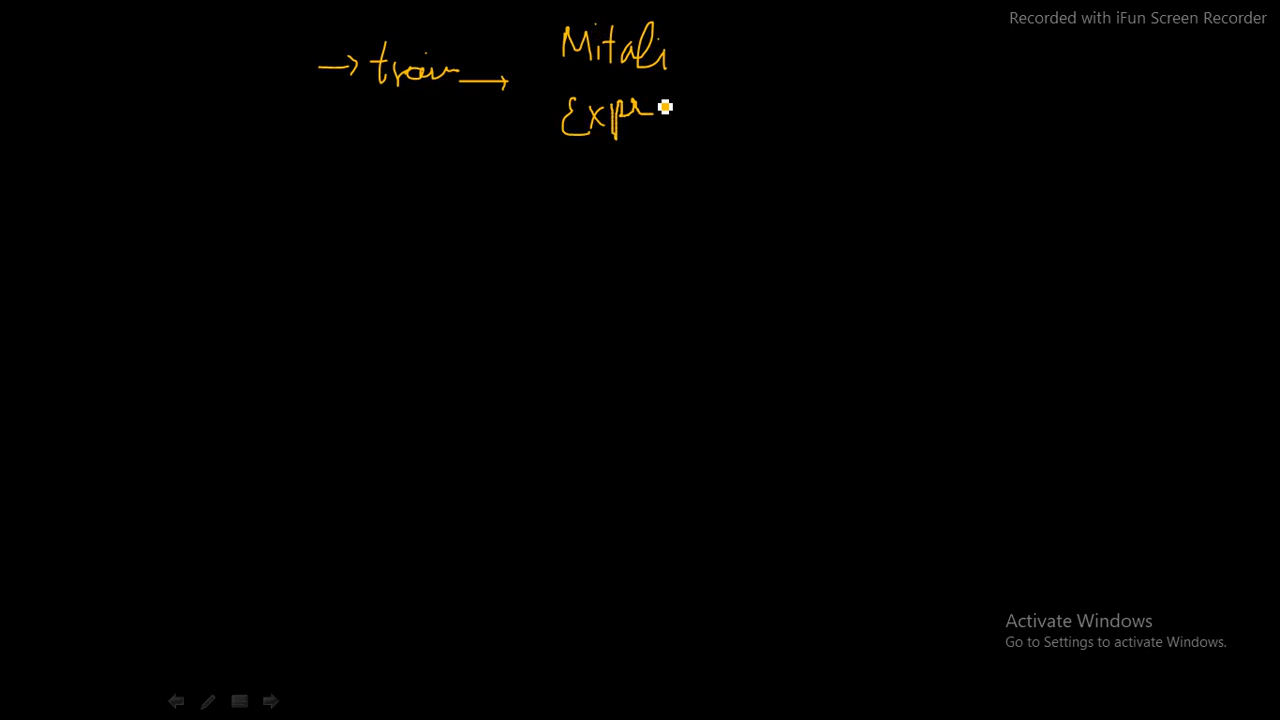 Recorded with iFun Screen Recorder
→ train → Mitali
Expr
Activate Windows
Go to Settings to activate Windows.